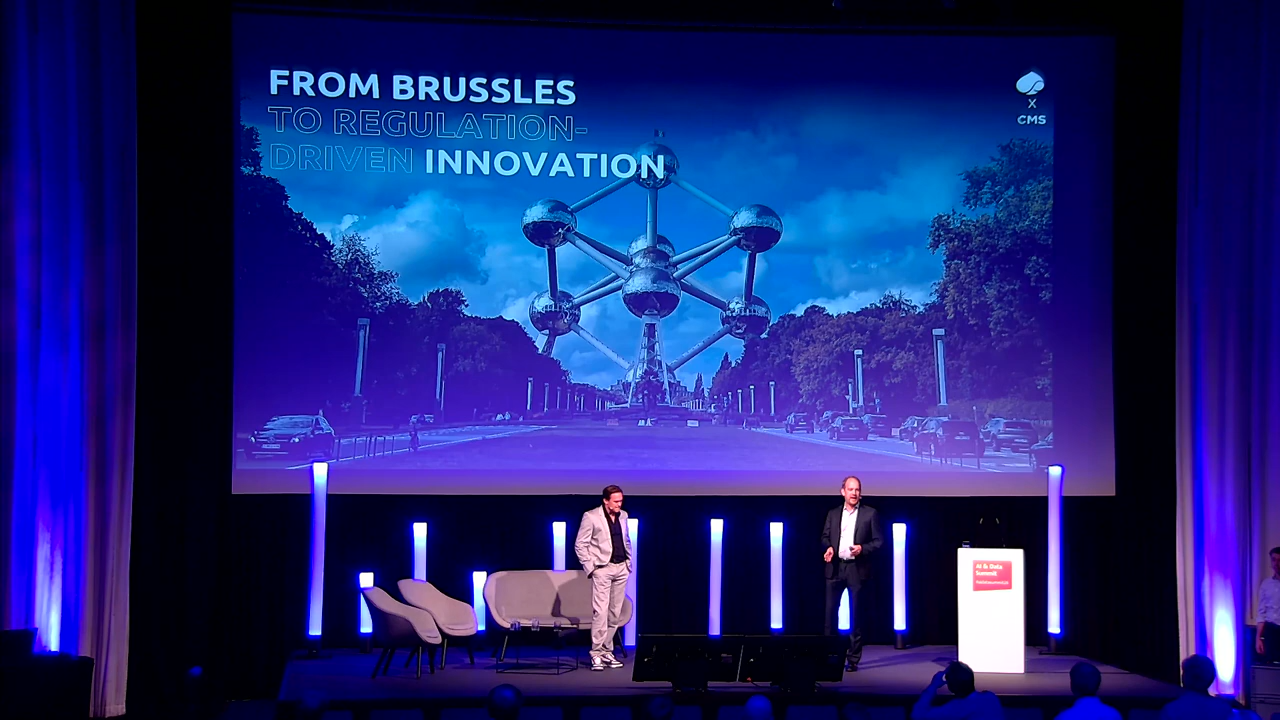 FROM BRUSSLES
TO REGULATION-
DRIVEN INNOVATION
X
CMS
AI & Data
Summit